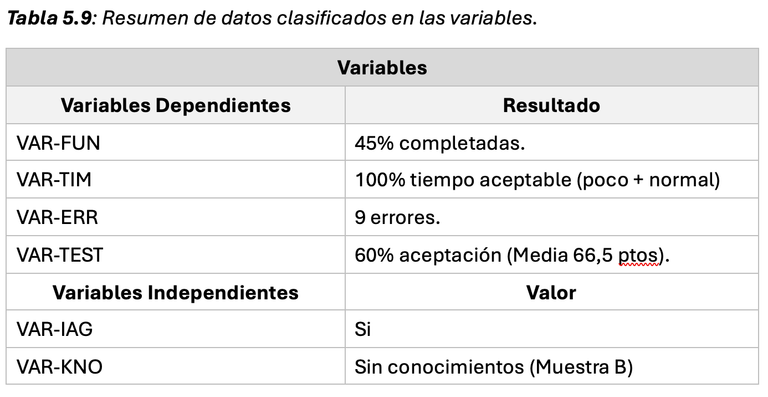 Tabla 5.9: Resumen de datos clasificados en las variables.
Variables
Variables Dependientes Resultado
VAR-FUN 45% completadas.
VAR-TIM 100% tiempo aceptable (poco + normal)
VAR-ERR 9 errores.
VAR-TEST 60% aceptación (Media 66,5 ptos).
Variables Independientes Valor
VAR-IAG Si
VAR-KNO Sin conocimientos (Muestra B)